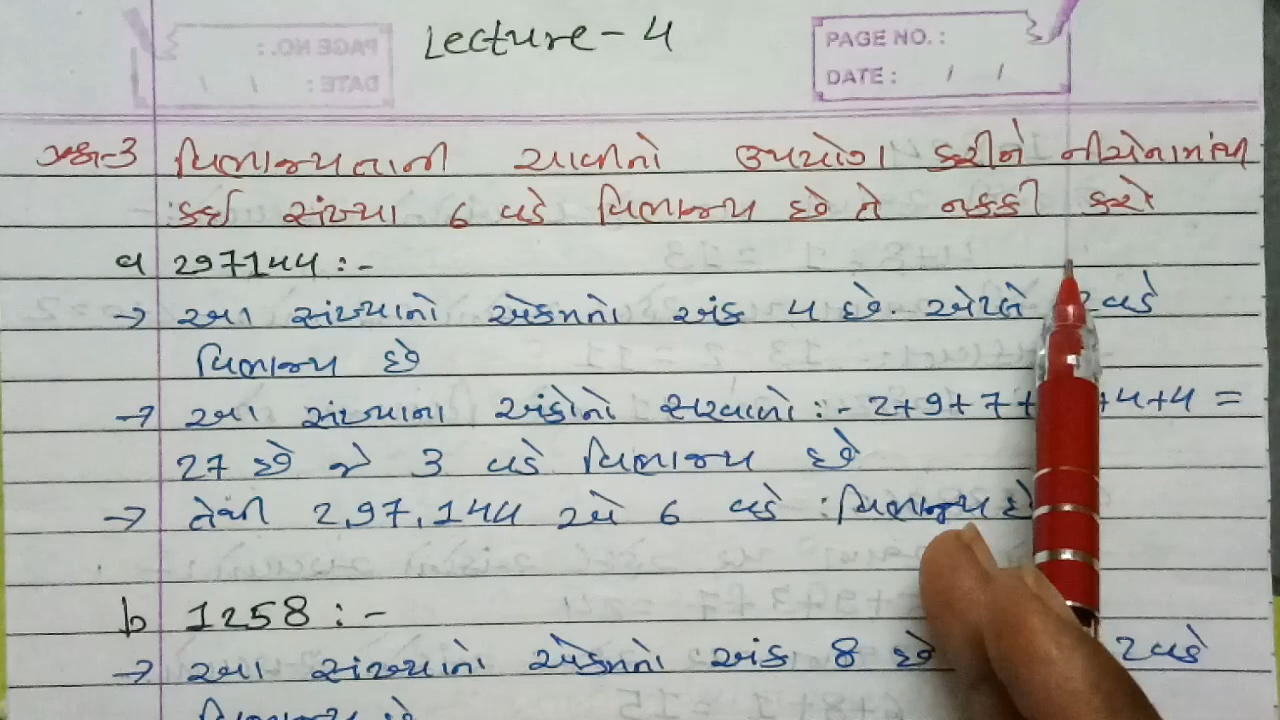 Lecture-4
PAGE NO.:
DATE: / /
પ્રશ્ન-3 વિભાજ્યતાની ચાવીનો ઉપયોગ કરીને નીચેનામાંથી
કઈ સંખ્યા 6 વડે વિભાજ્ય છે તે નક્કી કરો
a 297144:-
→ આ સંખ્યાનો એકમનો અંક 4 છે. એટલે 2 વડે
વિભાજ્ય છે
→ આ સંખ્યાના અંકોનો સરવાળો:- 2+9+7+ +4+4=
27 છે જે 3 વડે વિભાજ્ય છે
→ તેથી 2,97,144 એ 6 વડે વિભાજ્ય છે
b 1258:-
→ આ સંખ્યાનો એકમનો અંક 8 છે 2 વડે
વિભાજ્ય છે